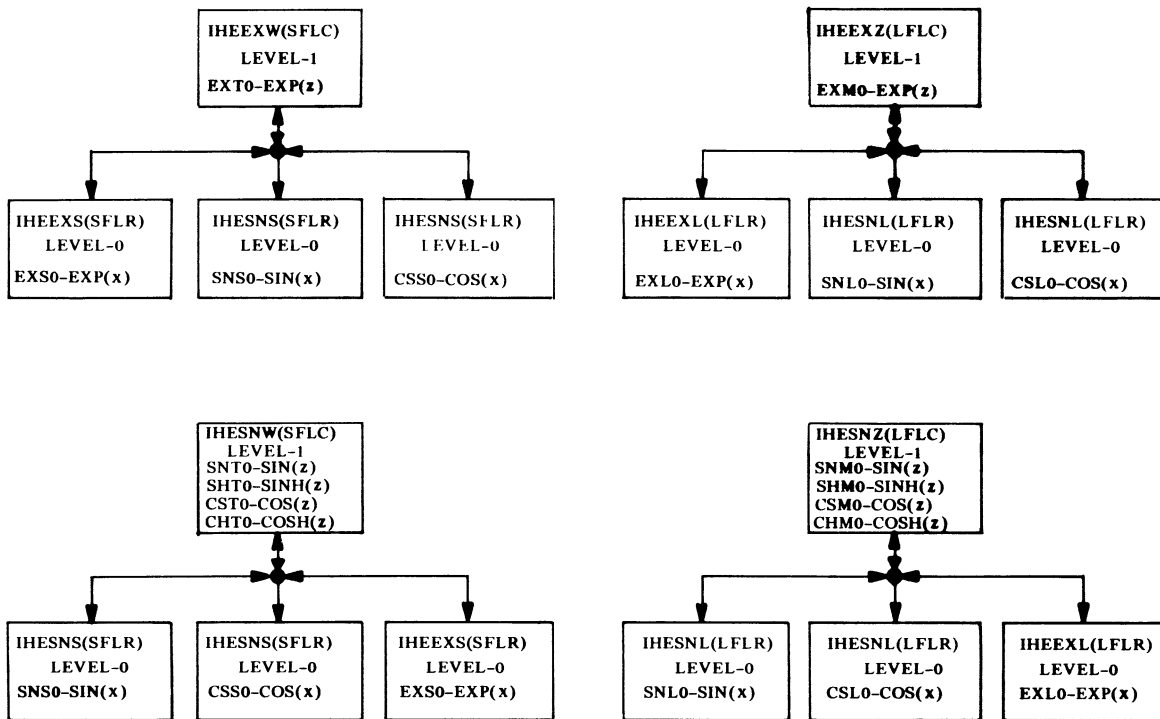 IHEEXW(SFLC)
LEVEL-1
EXT0-EXP(z)
IHEEXZ(LFLC)
LEVEL-1
EXM0-EXP(z)
IHEEXS(SFLR)
LEVEL-0
EXS0-EXP(x)
IHESNS(SFLR)
LEVEL-0
SNS0-SIN(x)
IHESNS(SFLR)
LEVEL-0
CSS0-COS(x)
IHEEXL(LFLR)
LEVEL-0
EXL0-EXP(x)
IHESNL(LFLR)
LEVEL-0
SNL0-SIN(x)
IHESNL(LFLR)
LEVEL-0
CSL0-COS(x)
IHESNW(SFLC)
LEVEL-1
SNT0-SIN(z)
SHT0-SINH(z)
CST0-COS(z)
CHT0-COSH(z)
IHESNZ(LFLC)
LEVEL-1
SNM0-SIN(z)
SHM0-SINH(z)
CSM0-COS(z)
CHM0-COSH(z)
IHESNS(SFLR)
LEVEL-0
SNS0-SIN(x)
IHESNS(SFLR)
LEVEL-0
CSS0-COS(x)
IHEEXS(SFLR)
LEVEL-0
EXS0-EXP(x)
IHESNL(LFLR)
LEVEL-0
SNL0-SIN(x)
IHESNL(LFLR)
LEVEL-0
CSL0-COS(x)
IHEEXL(LFLR)
LEVEL-0
EXL0-EXP(x)